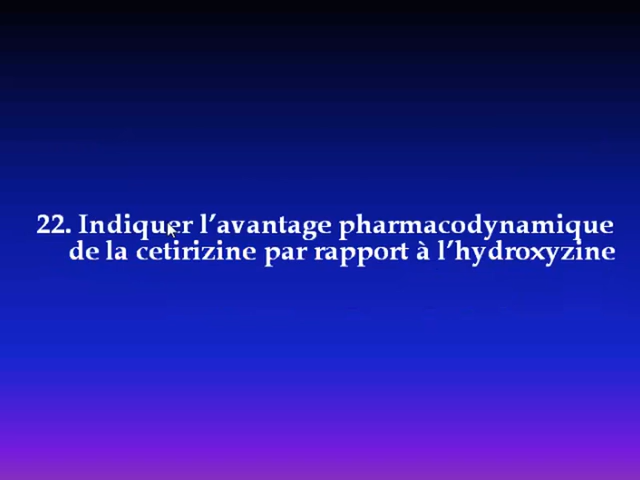 22. Indiquer l’avantage pharmacodynamique
de la cetirizine par rapport à l’hydroxyzine